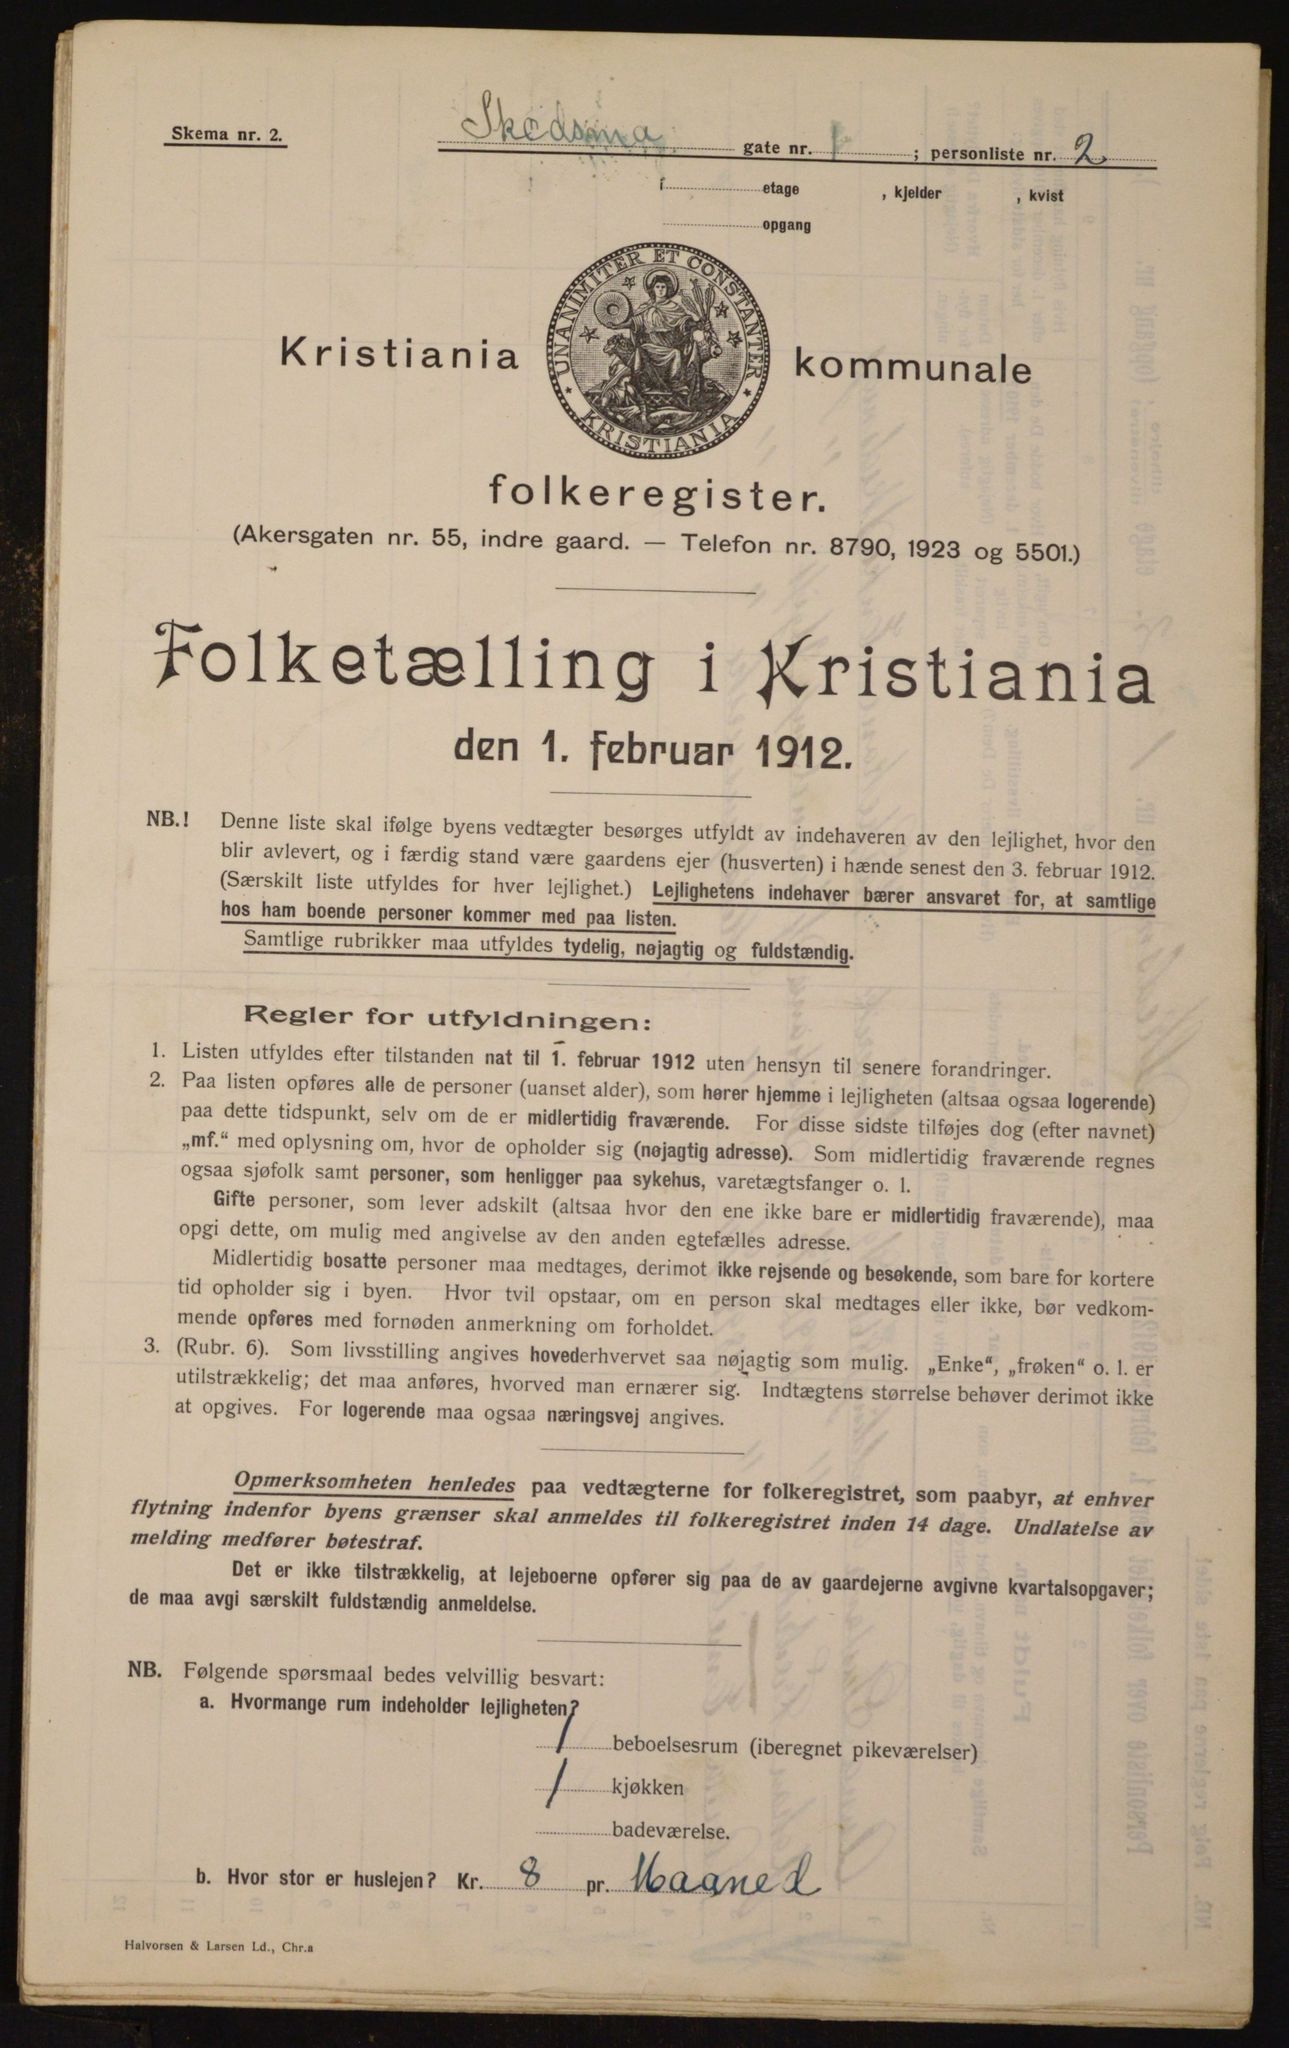 Skema nr. 2.
Skedsma gate nr. 1 ; personliste nr. 2
i etage , kjelder , kvist
opgang
UNANIMITER ET CONSTANTER
KRISTIANIA
Kristiania kommunale
folkeregister.
(Akersgaten nr. 55, indre gaard. — Telefon nr. 8790, 1923 og 5501.)
Folketælling i Kristiania
den 1. februar 1912.
NB.! Denne liste skal ifølge byens vedtægter besørges utfyldt av indehaveren av den lejlighet, hvor den
blir avlevert, og i færdig stand være gaardens ejer (husverten) i hænde senest den 3. februar 1912.
(Særskilt liste utfyldes for hver lejlighet.) Lejlighetens indehaver bærer ansvaret for, at samtlige
hos ham boende personer kommer med paa listen.
Samtlige rubrikker maa utfyldes tydelig, nøjagtig og fuldstændig.
Regler for utfyldningen:
1. Listen utfyldes efter tilstanden nat til 1. februar 1912 uten hensyn til senere forandringer.
2. Paa listen opføres alle de personer (uanset alder), som hører hjemme i lejligheten (altsaa ogsaa logerende)
paa dette tidspunkt, selv om de er midlertidig fraværende. For disse sidste tilføjes dog (efter navnet)
„mf.“ med oplysning om, hvor de opholder sig (nøjagtig adresse). Som midlertidig fraværende regnes
ogsaa sjøfolk samt personer, som henligger paa sykehus, varetægtsfanger o. l.
Gifte personer, som lever adskilt (altsaa hvor den ene ikke bare er midlertidig fraværende), maa
opgi dette, om mulig med angivelse av den anden egtefælles adresse.
Midlertidig bosatte personer maa medtages, derimot ikke rejsende og besøkende, som bare for kortere
tid opholder sig i byen. Hvor tvil opstaar, om en person skal medtages eller ikke, bør vedkom-
mende opføres med fornøden anmerkning om forholdet.
3. (Rubr. 6). Som livsstilling angives hovederhvervet saa nøjagtig som mulig. „Enke“, „frøken“ o. l. er
utilstrækkelig; det maa anføres, hvorved man ernærer sig. Indtægtens størrelse behøver derimot ikke
at opgives. For logerende maa ogsaa næringsvej angives.
Opmerksomheten henledes paa vedtægterne for folkeregistret, som paabyr, at enhver
flytning indenfor byens grænser skal anmeldes til folkeregistret inden 14 dage. Undlatelse av
melding medfører bøtestraf.
Det er ikke tilstrækkelig, at lejeboerne opfører sig paa de av gaardejerne avgivne kvartalsopgaver;
de maa avgi særskilt fuldstændig anmeldelse.
NB. Følgende spørsmaal bedes velvillig besvart:
a. Hvormange rum indeholder lejligheten?
1 beboelsesrum (iberegnet pikeværelser)
1 kjøkken
badeværelse.
b. Hvor stor er huslejen? Kr. 8 pr. Maaned
Halvorsen & Larsen Ld., Chr.a